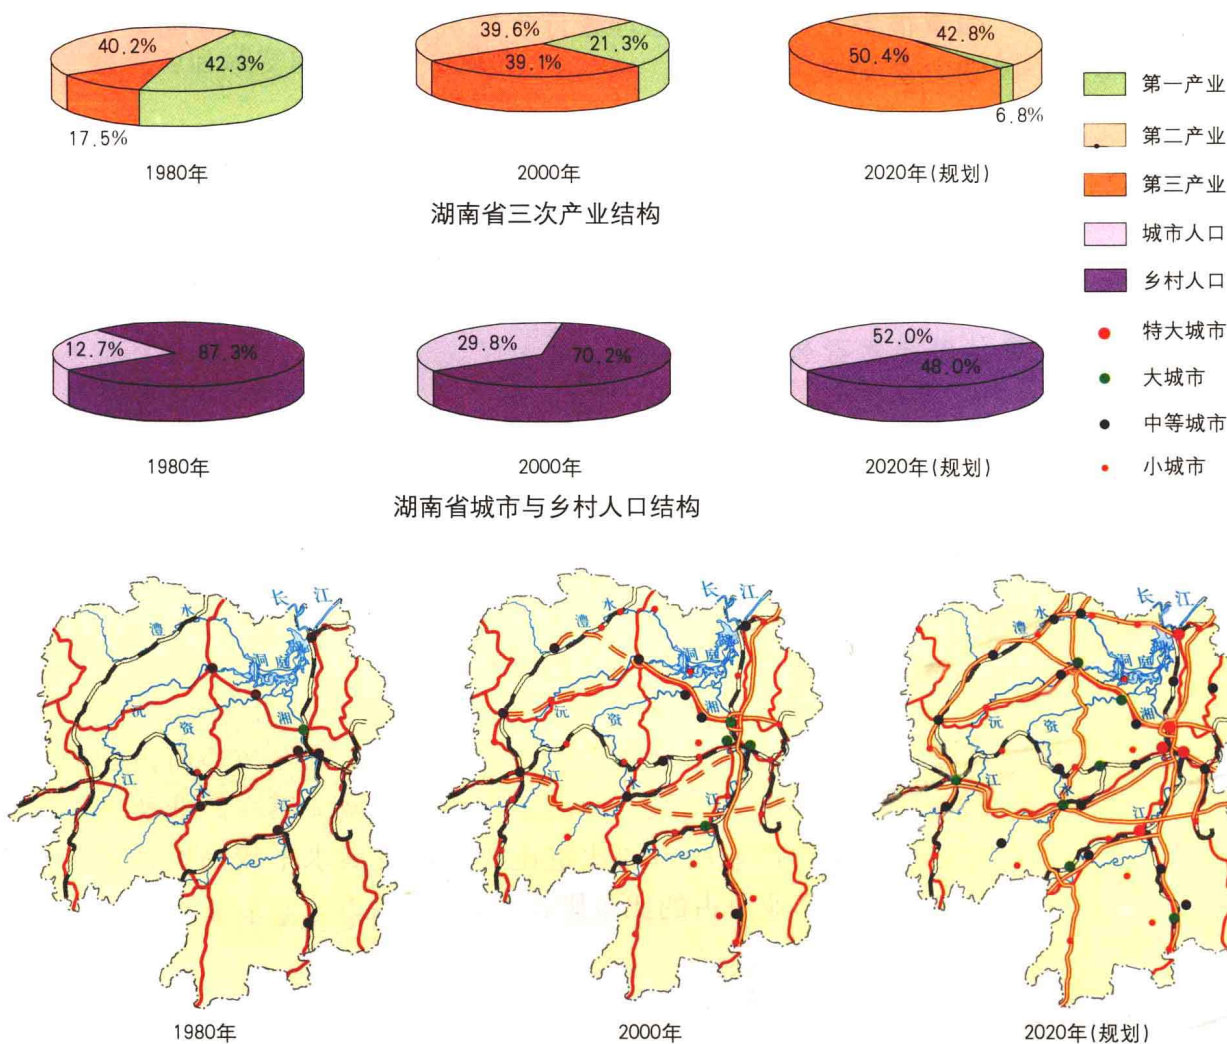 40.2%
42.3%
17.5%
1980年
39.6%
21.3%
39.1%
2000年
42.8%
50.4%
6.8%
2020年(规划)
湖南省三次产业结构
第一产业
第二产业
第三产业
城市人口
乡村人口
特大城市
大城市
中等城市
小城市
12.7%
87.3%
1980年
29.8%
70.2%
2000年
52.0%
48.0%
2020年(规划)
湖南省城市与乡村人口结构
长江
澧水
洞庭湖
沅江
资水
湘江
1980年
长江
澧水
洞庭湖
沅江
资水
湘江
2000年
长江
澧水
洞庭湖
沅江
资水
湘江
2020年(规划)